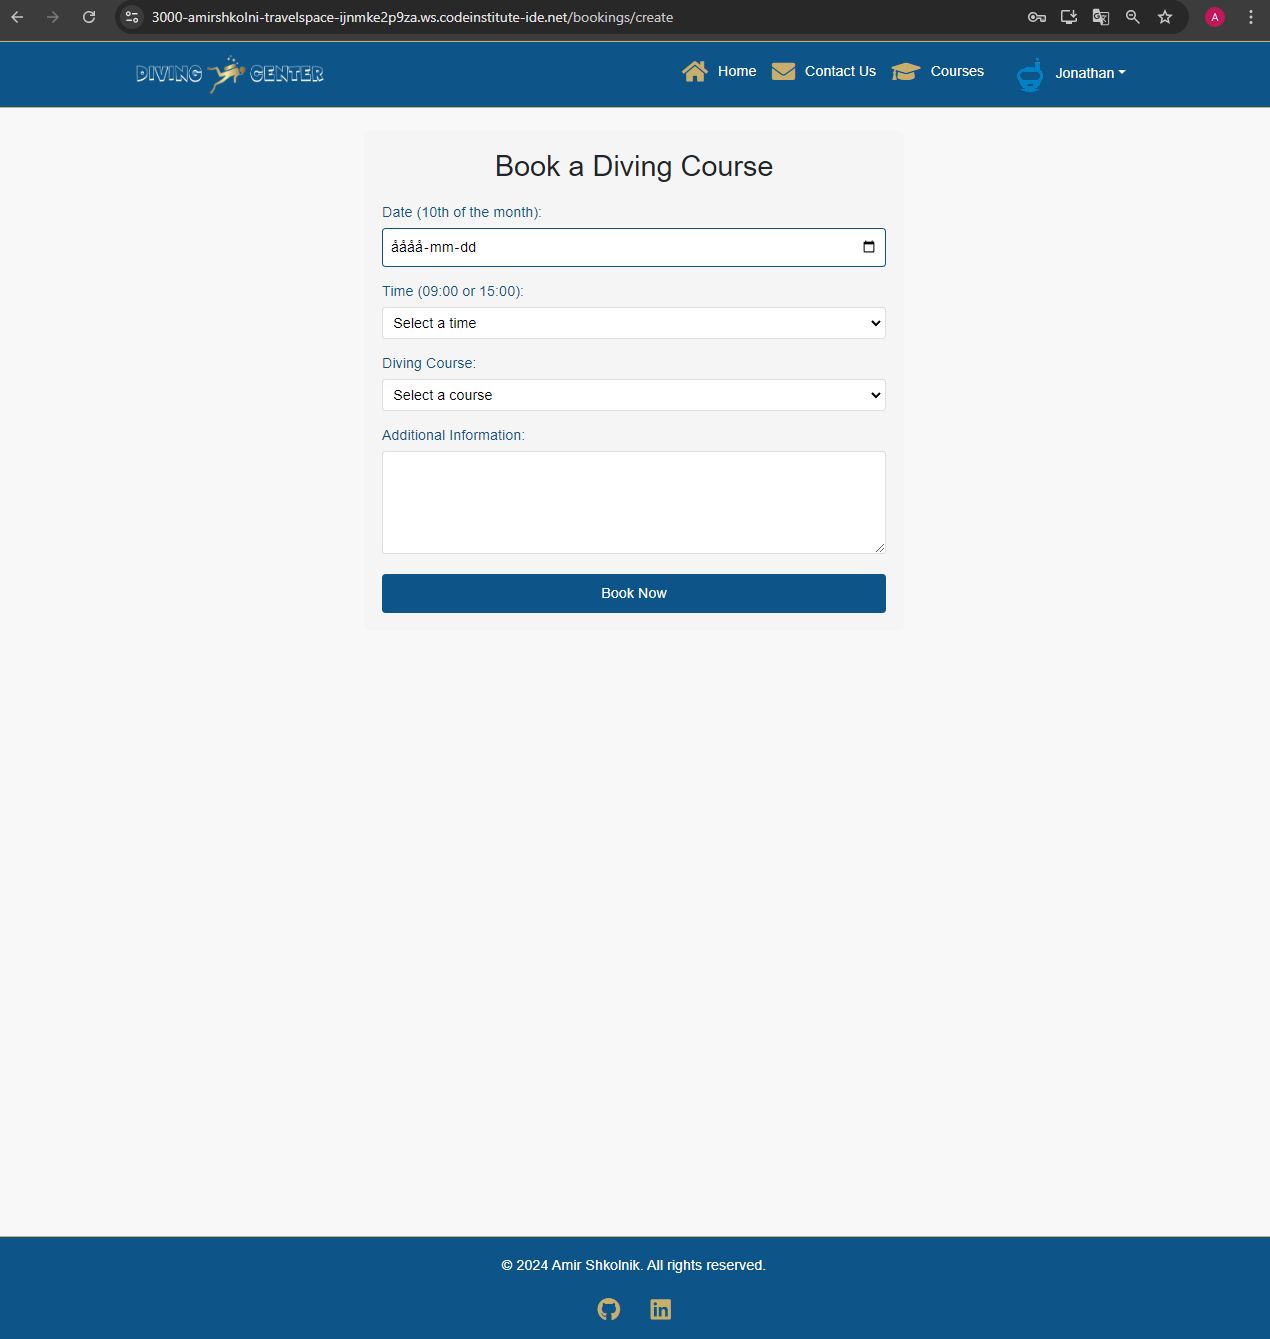 3000-amirshkolni-travelspace-ijnmke2p9za.ws.codeinstitute-ide.net/bookings/create
A
DIVING CENTER
Home
Contact Us
Courses
Jonathan
Book a Diving Course
Date (10th of the month):
åååå-mm-dd
Time (09:00 or 15:00):
Select a time
Diving Course:
Select a course
Additional Information:
Book Now
© 2024 Amir Shkolnik. All rights reserved.
in